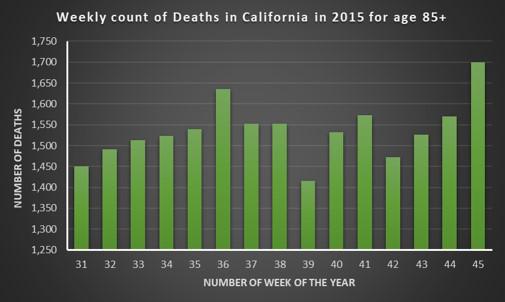 Weekly count of Deaths in California in 2015 for age 85+
1,750
1,700
1,650
1,600
1,550
1,500
1,450
1,400
1,350
1,300
1,250
NUMBER OF DEATHS
31 32 33 34 35 36 37 38 39 40 41 42 43 44 45
NUMBER OF WEEK OF THE YEAR